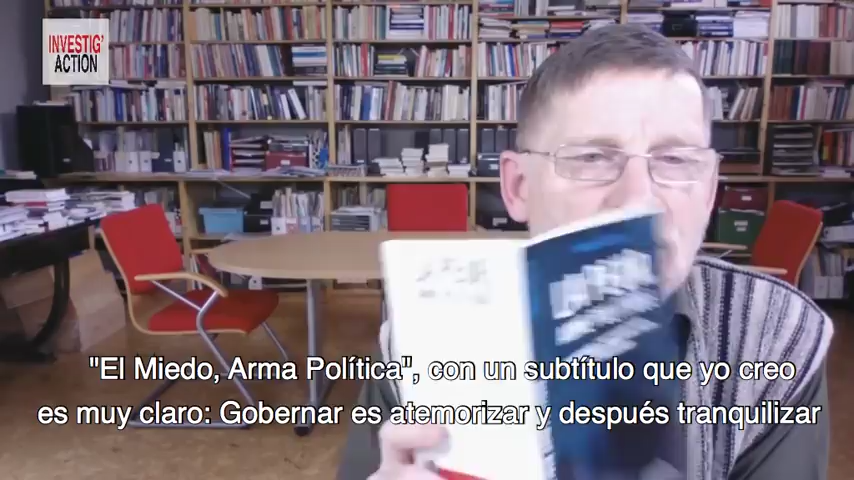 INVESTIG'
ACTION
"El Miedo, Arma Política", con un subtítulo que yo creo
es muy claro: Gobernar es atemorizar y después tranquilizar